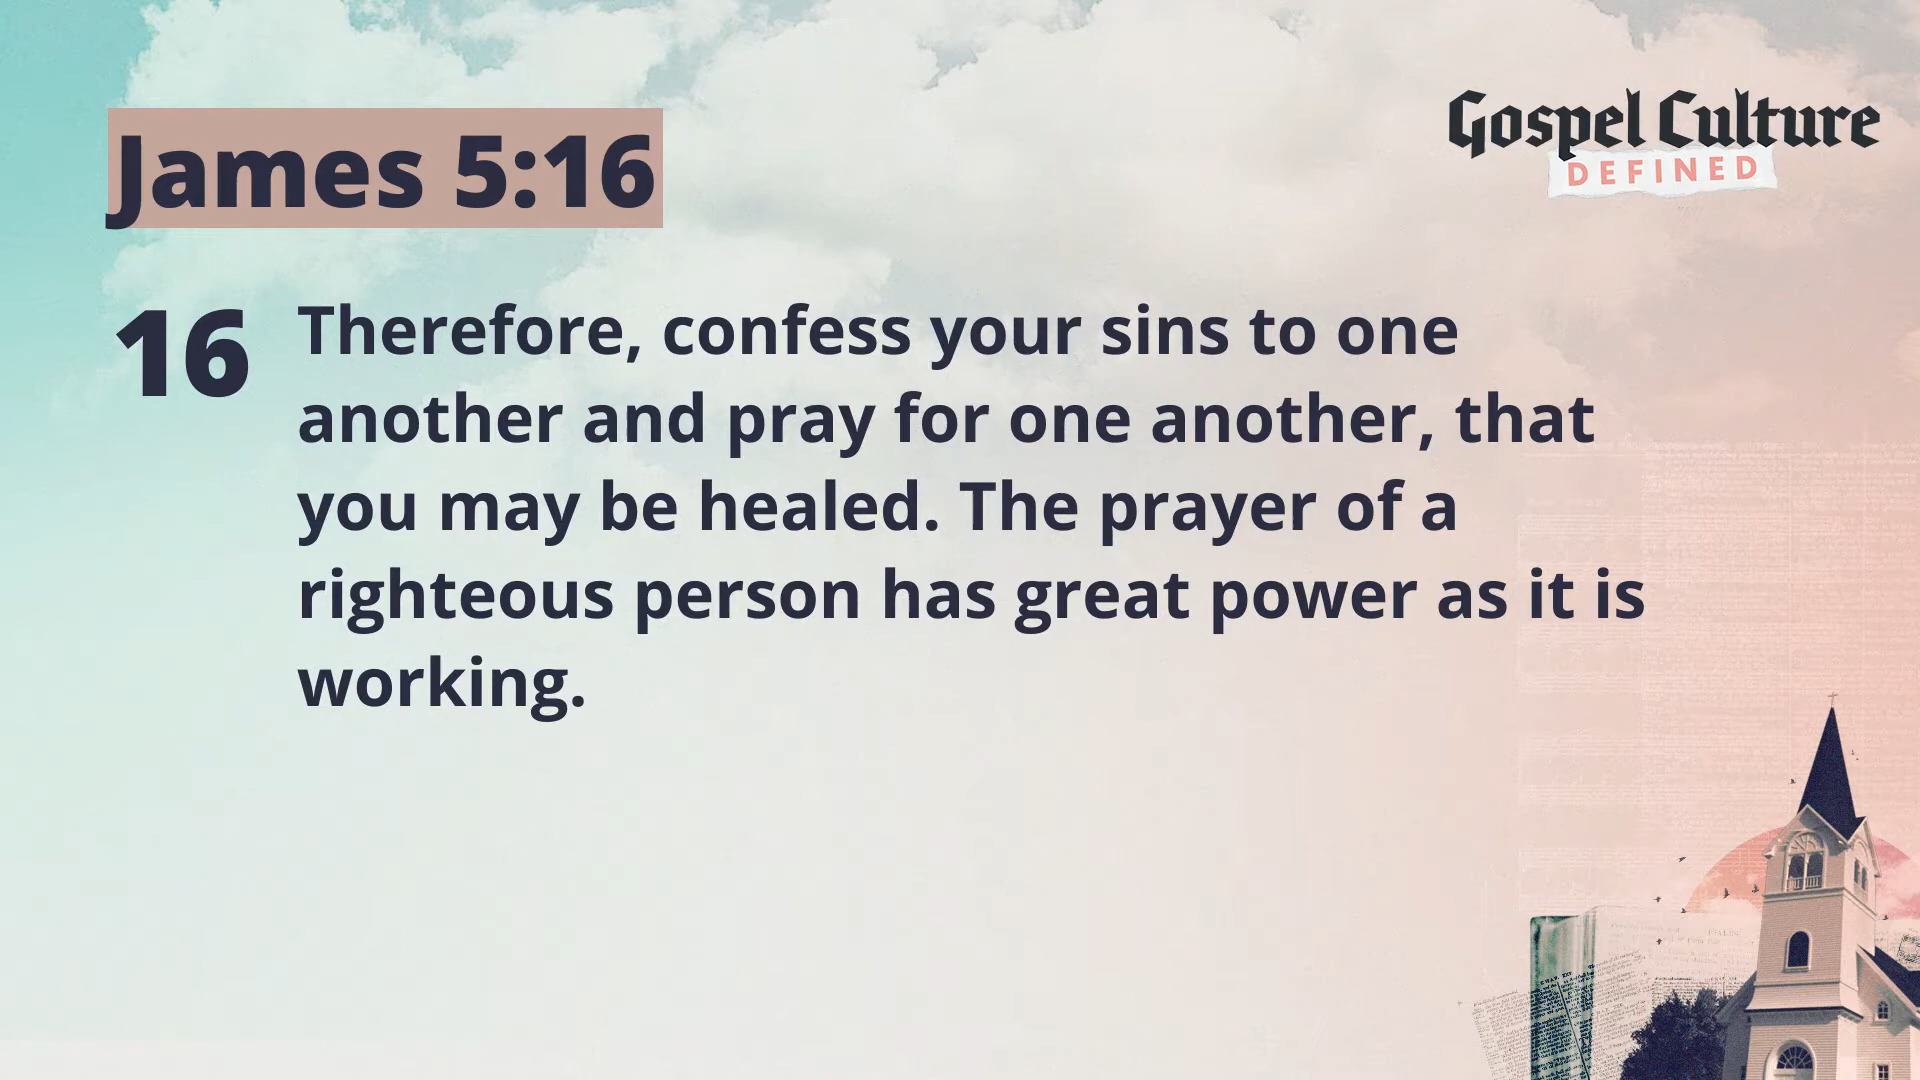 James 5:16
Gospel Culture
DEFINED
16 Therefore, confess your sins to one
another and pray for one another, that
you may be healed. The prayer of a
righteous person has great power as it is
working.